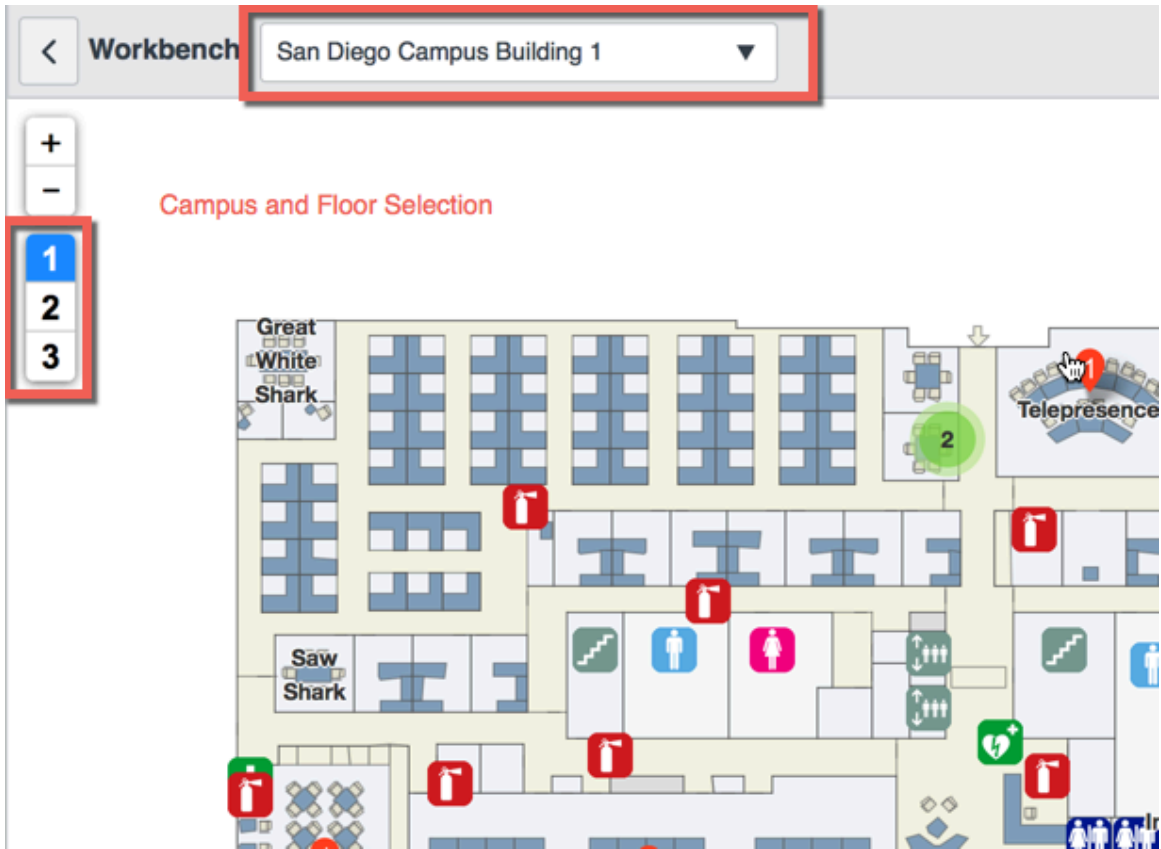 Workbench
San Diego Campus Building 1
+
−
Campus and Floor Selection
1
2
3
Great
White
Shark
1
Telepresence
2
Saw
Shark